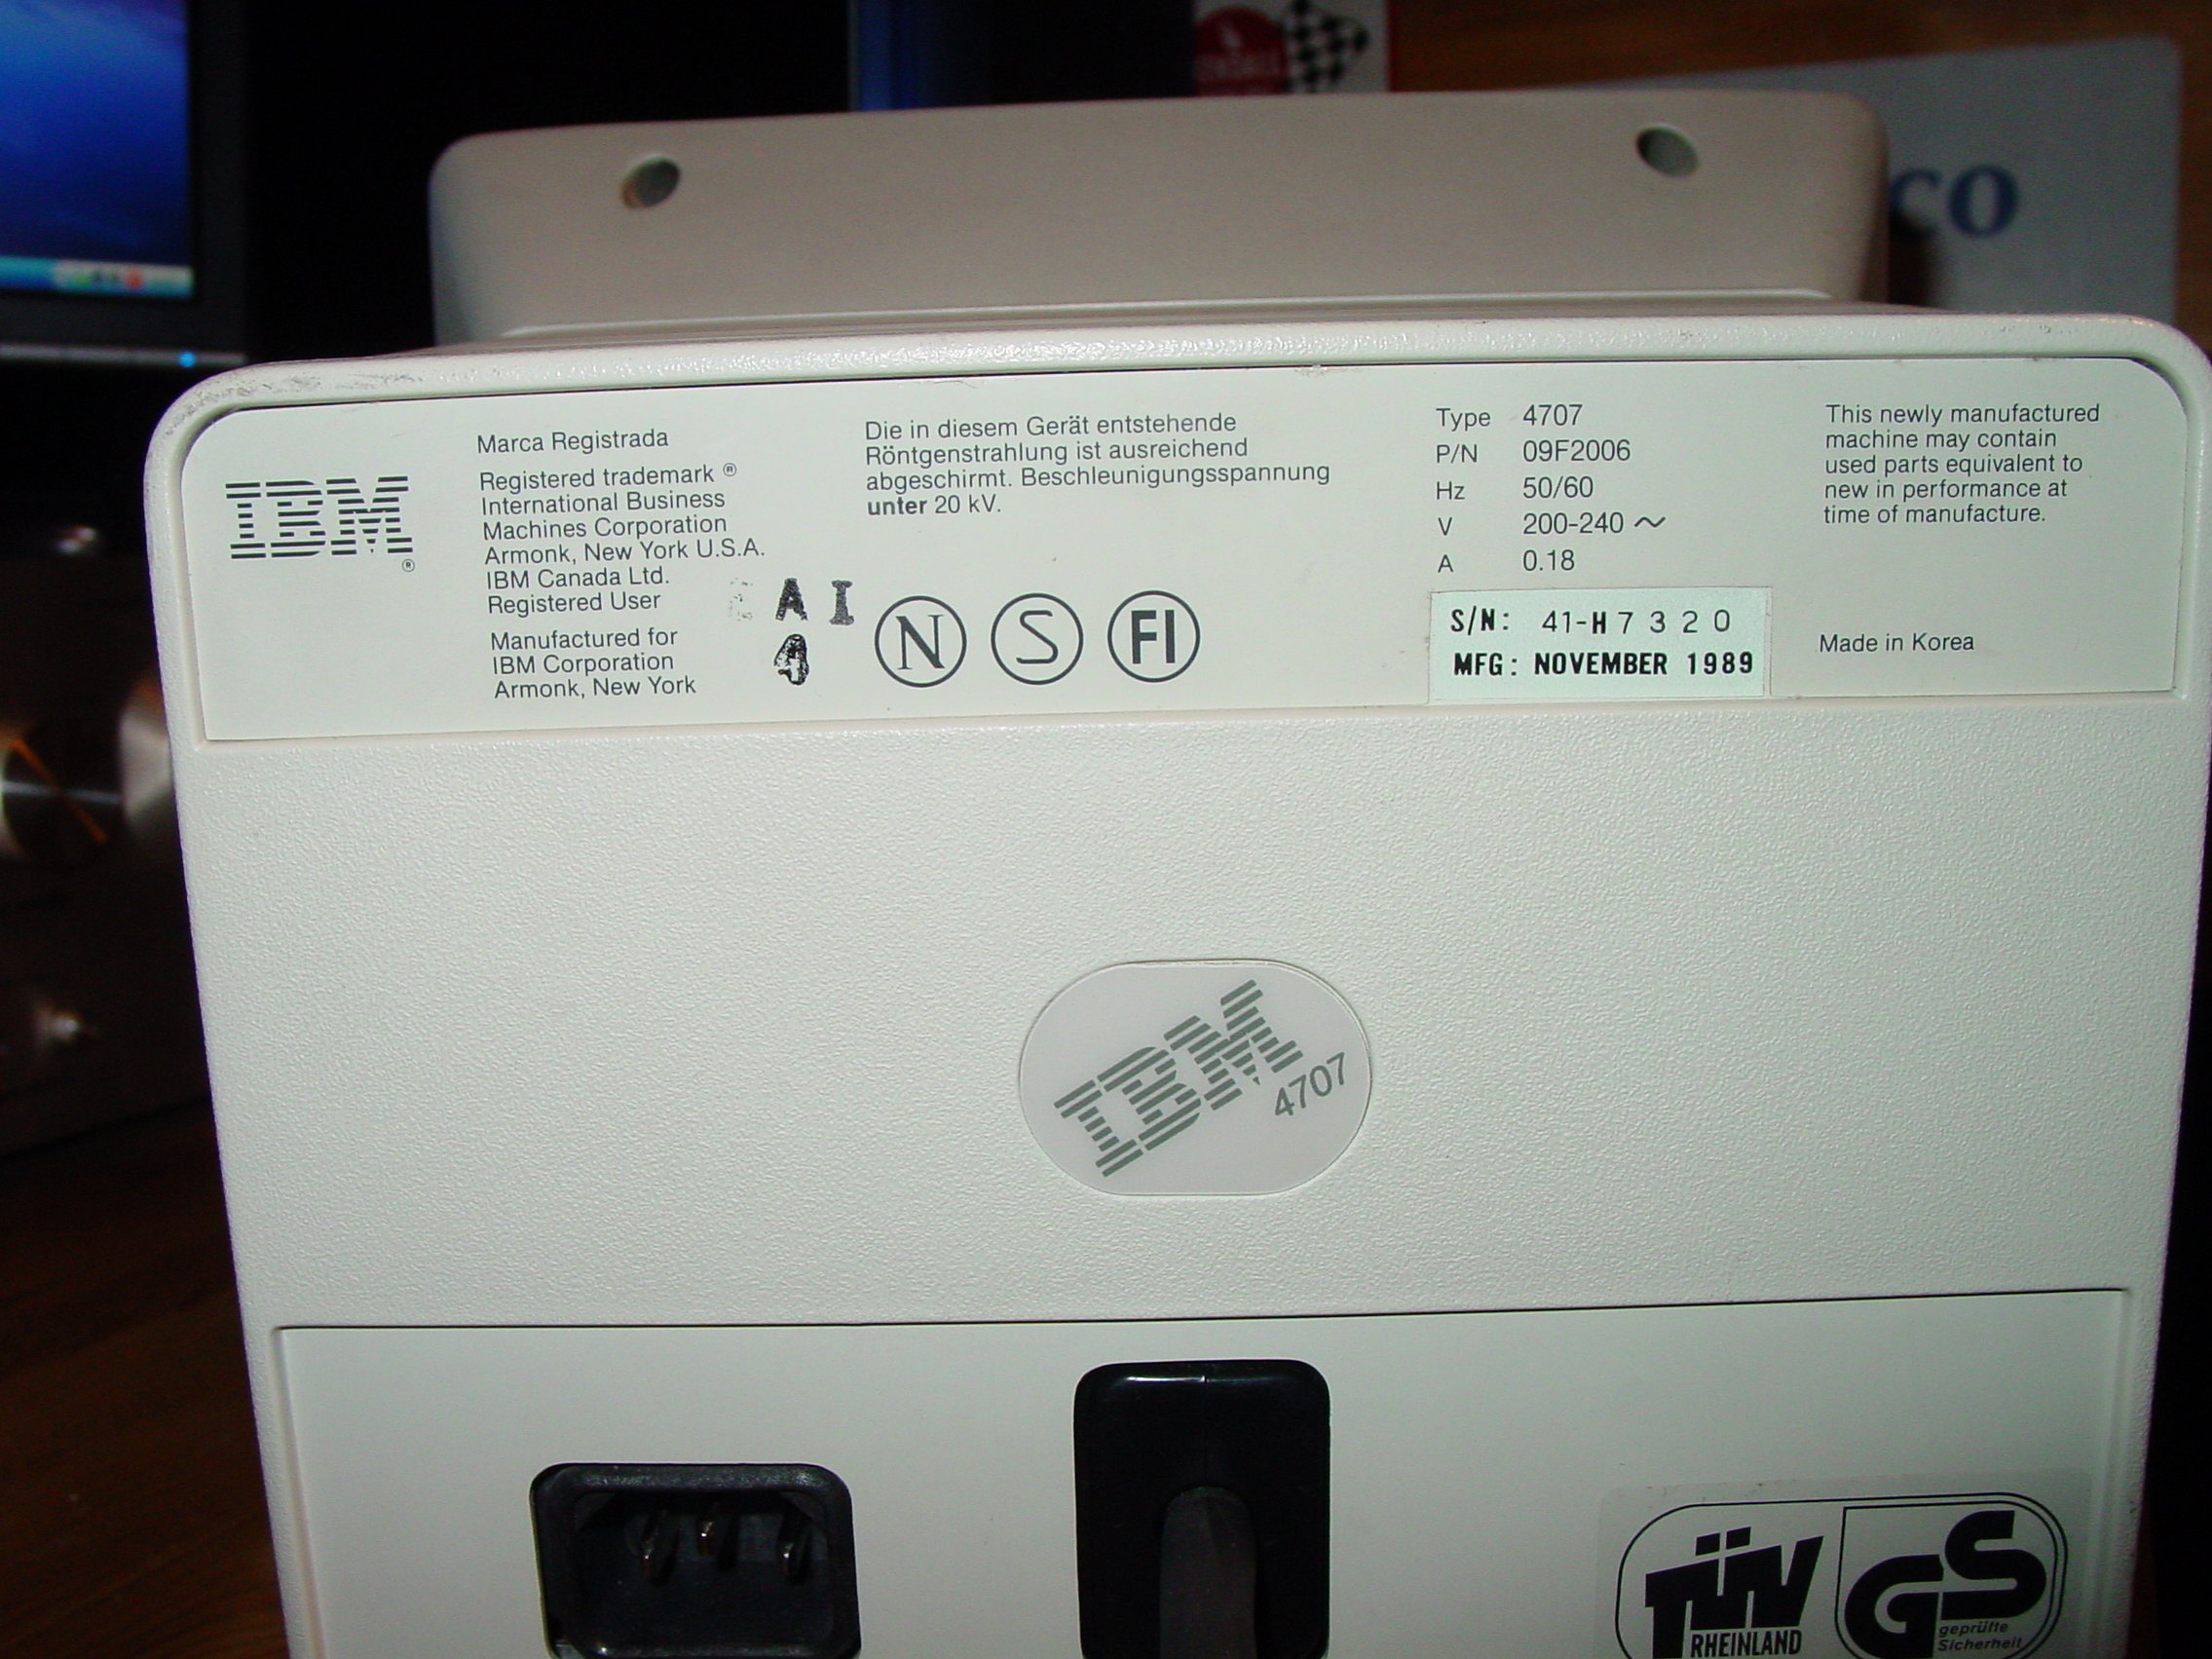 CO
IBM®
Marca Registrada
Registered trademark ®
International Business
Machines Corporation
Armonk, New York U.S.A.
IBM Canada Ltd.
Registered User
Manufactured for
IBM Corporation
Armonk, New York
A I
Die in diesem Gerät entstehende
Röntgenstrahlung ist ausreichend
abgeschirmt. Beschleunigungsspannung
unter 20 kV.
N S FI
Type 4707
P/N 09F2006
Hz 50/60
V 200-240 ~
A 0.18
S/N: 41-H7320
MFG: NOVEMBER 1989
This newly manufactured
machine may contain
used parts equivalent to
new in performance at
time of manufacture.
Made in Korea
IBM
4707
TÜV
RHEINLAND
GS
geprüfte
Sicherheit